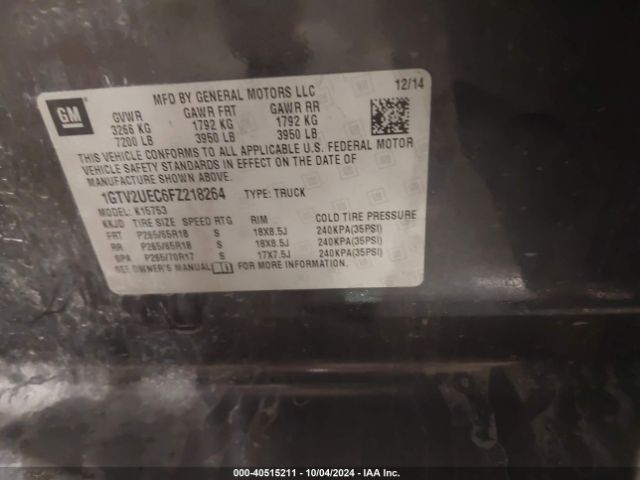 GM
MFD BY GENERAL MOTORS LLC
12/14
GVWR GAWR FRT GAWR RR
3266 KG 1792 KG 1792 KG
7200 LB 3950 LB 3950 LB
THIS VEHICLE CONFORMS TO ALL APPLICABLE U.S. FEDERAL MOTOR
VEHICLE SAFETY STANDARDS IN EFFECT ON THE DATE OF
MANUFACTURE SHOWN ABOVE.
1GTV2UEC6FZ218264 TYPE: TRUCK
MODEL: K15753
KKJD TIRE SIZE SPEED RTG RIM COLD TIRE PRESSURE
FRT P265/65R18 S 18X8.5J 240KPA(35PSI)
RR P265/65R18 S 18X8.5J 240KPA(35PSI)
SPA P265/70R17 S 17X7.5J 240KPA(35PSI)
SEE OWNER'S MANUAL
000-40515211 - 10/04/2024 - IAA Inc.